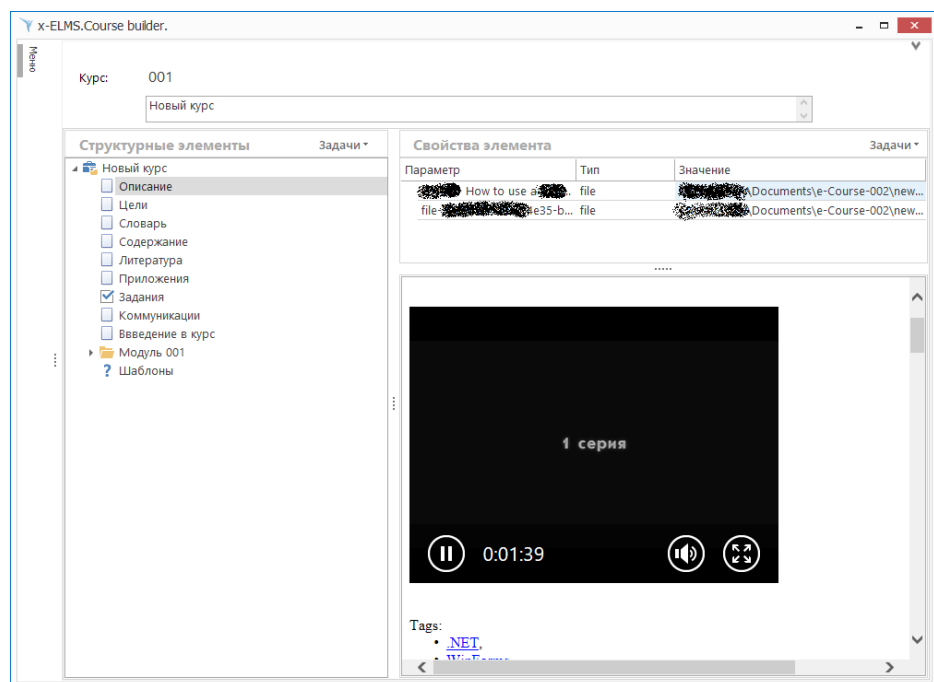 x-ELMS.Course builder.
Меню
Курс: 001
Новый курс
Структурные элементы Задачи
Новый курс
Описание
Цели
Словарь
Содержание
Литература
Приложения
Задания
Коммуникации
Ввведение в курс
Модуль 001
? Шаблоны
Свойства элемента Задачи
Параметр Тип Значение
How to use a ... file \Documents\e-Course-002\new...
file- 4e35-b... file \Documents\e-Course-002\new...
1 серия
0:01:39
Tags:
• .NET,
• WinForms